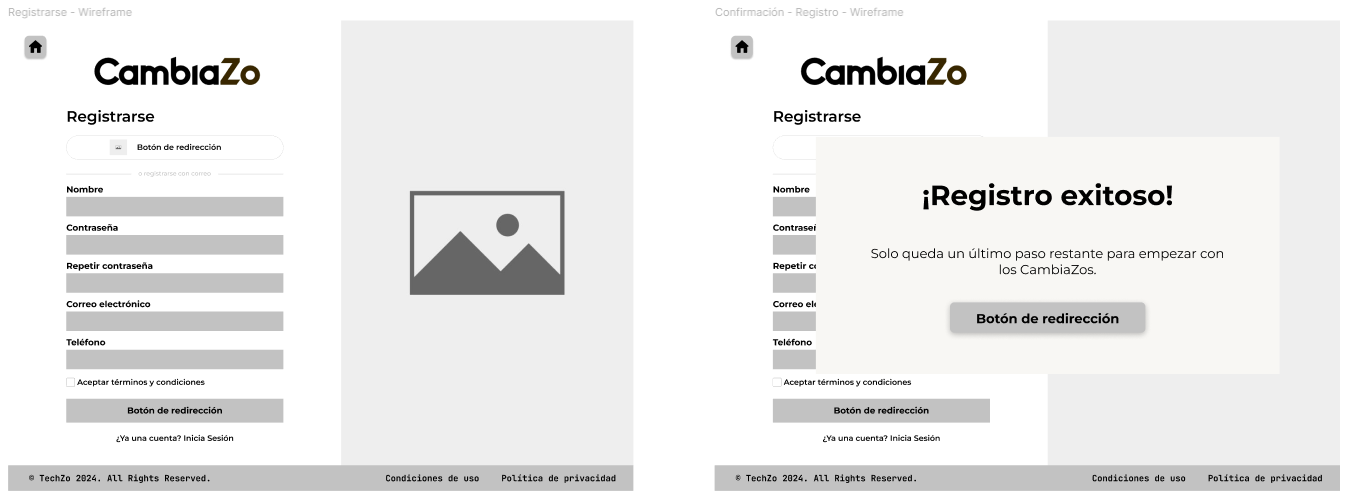 Registrarse - Wireframe
CambiaZo
Registrarse
Botón de redirección
o registrarse con correo
Nombre
Contraseña
Repetir contraseña
Correo electrónico
Teléfono
Aceptar términos y condiciones
Botón de redirección
¿Ya una cuenta? Inicia Sesión
© TechZo 2024. All Rights Reserved.
Condiciones de uso
Política de privacidad
Confirmación - Registro - Wireframe
CambiaZo
Registrarse
Nombre
Contraseñ
Repetir co
Correo ele
Teléfono
¡Registro exitoso!
Solo queda un último paso restante para empezar con
los CambiaZos.
Botón de redirección
Aceptar términos y condiciones
Botón de redirección
¿Ya una cuenta? Inicia Sesión
© TechZo 2024. All Rights Reserved.
Condiciones de uso
Política de privacidad